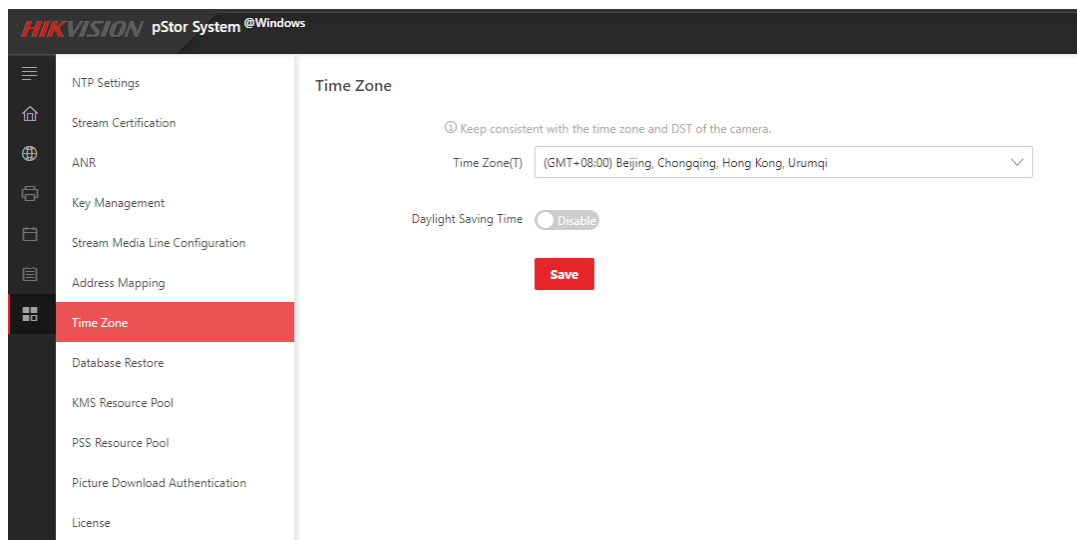 HIKVISION pStor System @Windows
NTP Settings
Stream Certification
ANR
Key Management
Stream Media Line Configuration
Address Mapping
Time Zone
Database Restore
KMS Resource Pool
PSS Resource Pool
Picture Download Authentication
License
Time Zone
Keep consistent with the time zone and DST of the camera.
Time Zone(T) (GMT+08:00) Beijing, Chongqing, Hong Kong, Urumqi
Daylight Saving Time Disable
Save